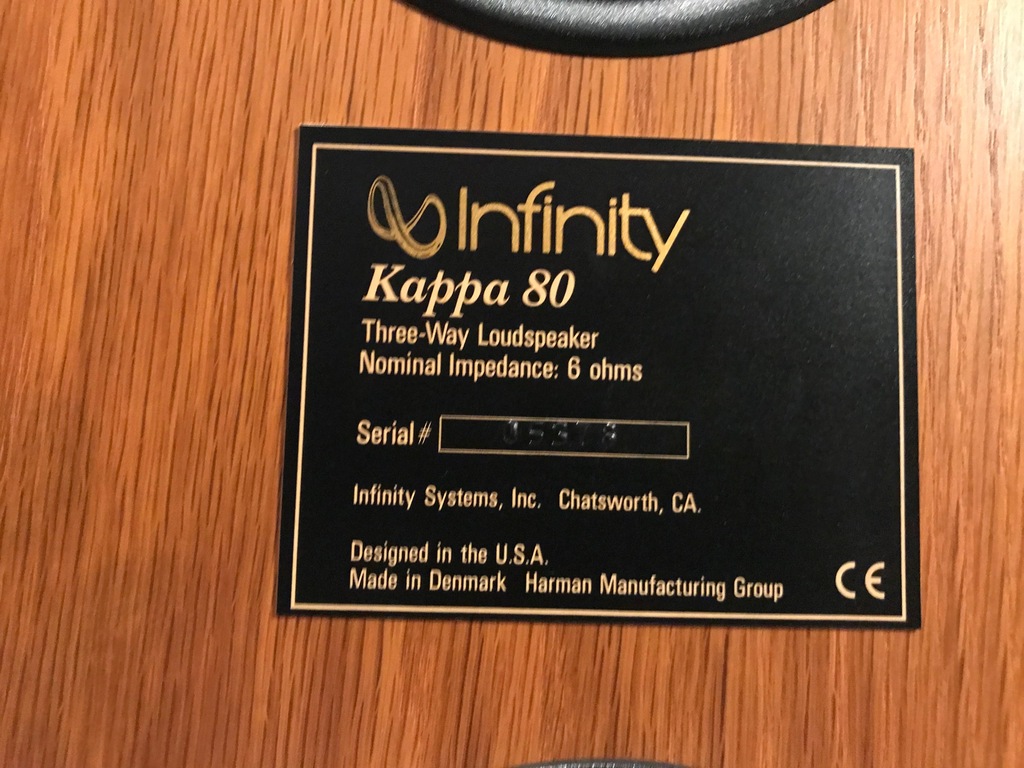 Infinity
Kappa 80
Three-Way Loudspeaker
Nominal Impedance: 6 ohms
Serial #
Infinity Systems, Inc. Chatsworth, CA.
Designed in the U.S.A.
Made in Denmark Harman Manufacturing Group
CE